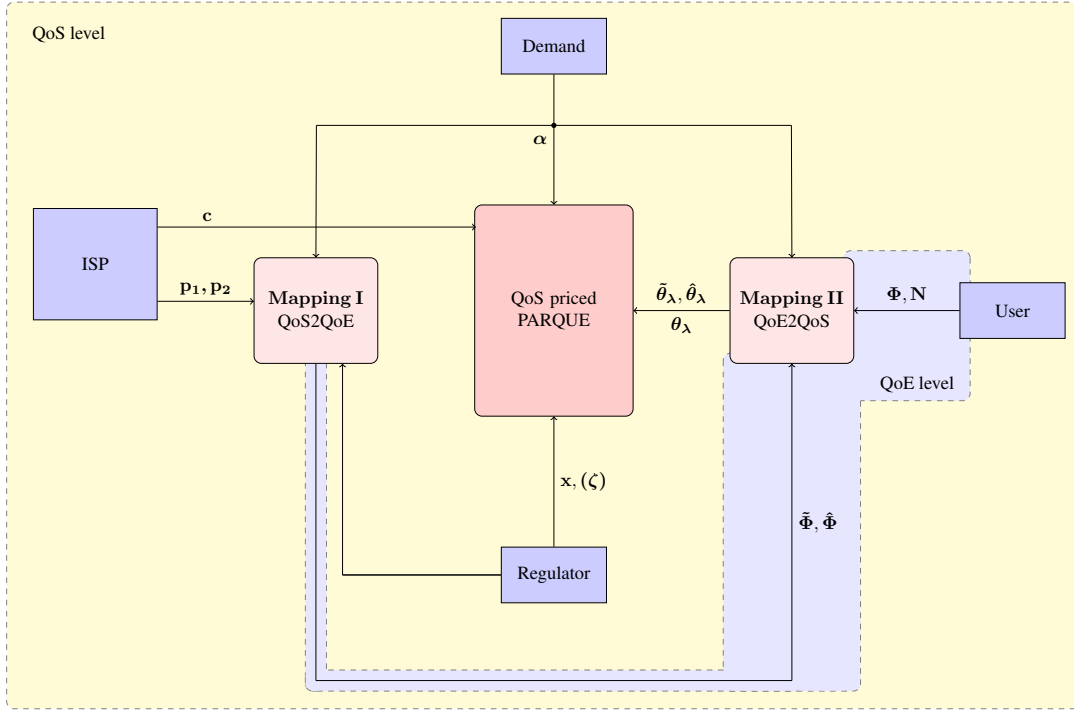 QoS level
Demand
α
ISP
c
p₁, p₂
Mapping I
QoS2QoE
QoS priced
PARQUE
θ̃_λ, θ̂_λ
θ_λ
Mapping II
QoE2QoS
Φ, N
User
QoE level
x, (ζ)
Φ̃, Φ̂
Regulator